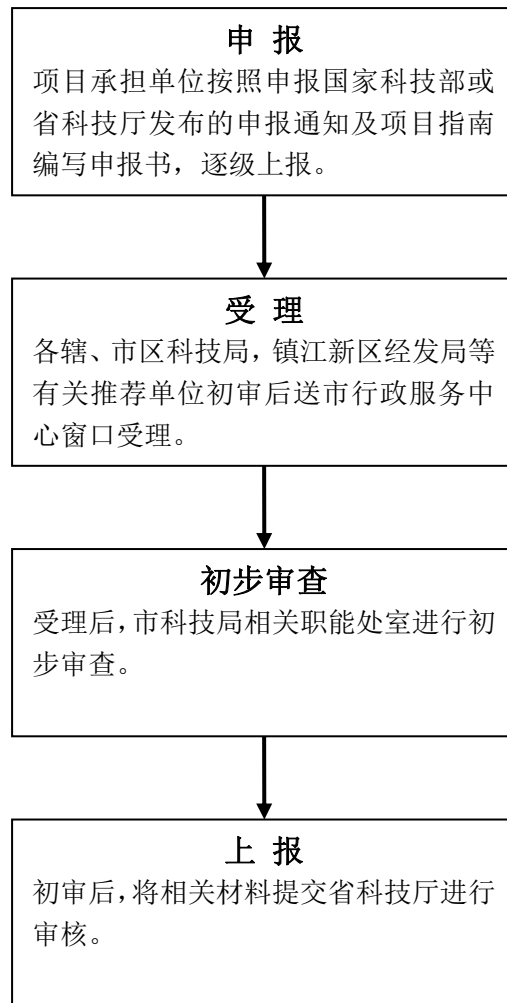 申 报
项目承担单位按照申报国家科技部或
省科技厅发布的申报通知及项目指南
编写申报书，逐级上报。
受 理
各辖、市区科技局，镇江新区经发局等
有关推荐单位初审后送市行政服务中
心窗口受理。
初步审查
受理后，市科技局相关职能处室进行初
步审查。
上 报
初审后，将相关材料提交省科技厅进行
审核。